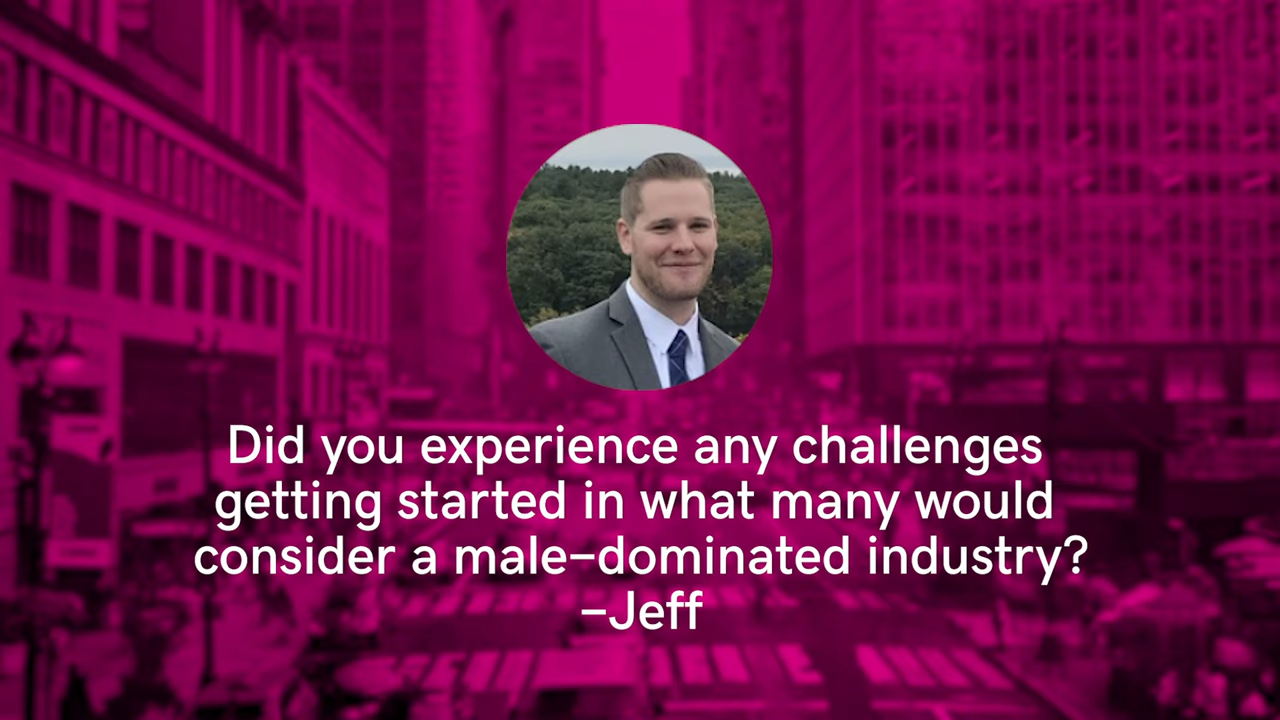 Did you experience any challenges
getting started in what many would
consider a male–dominated industry?
–Jeff